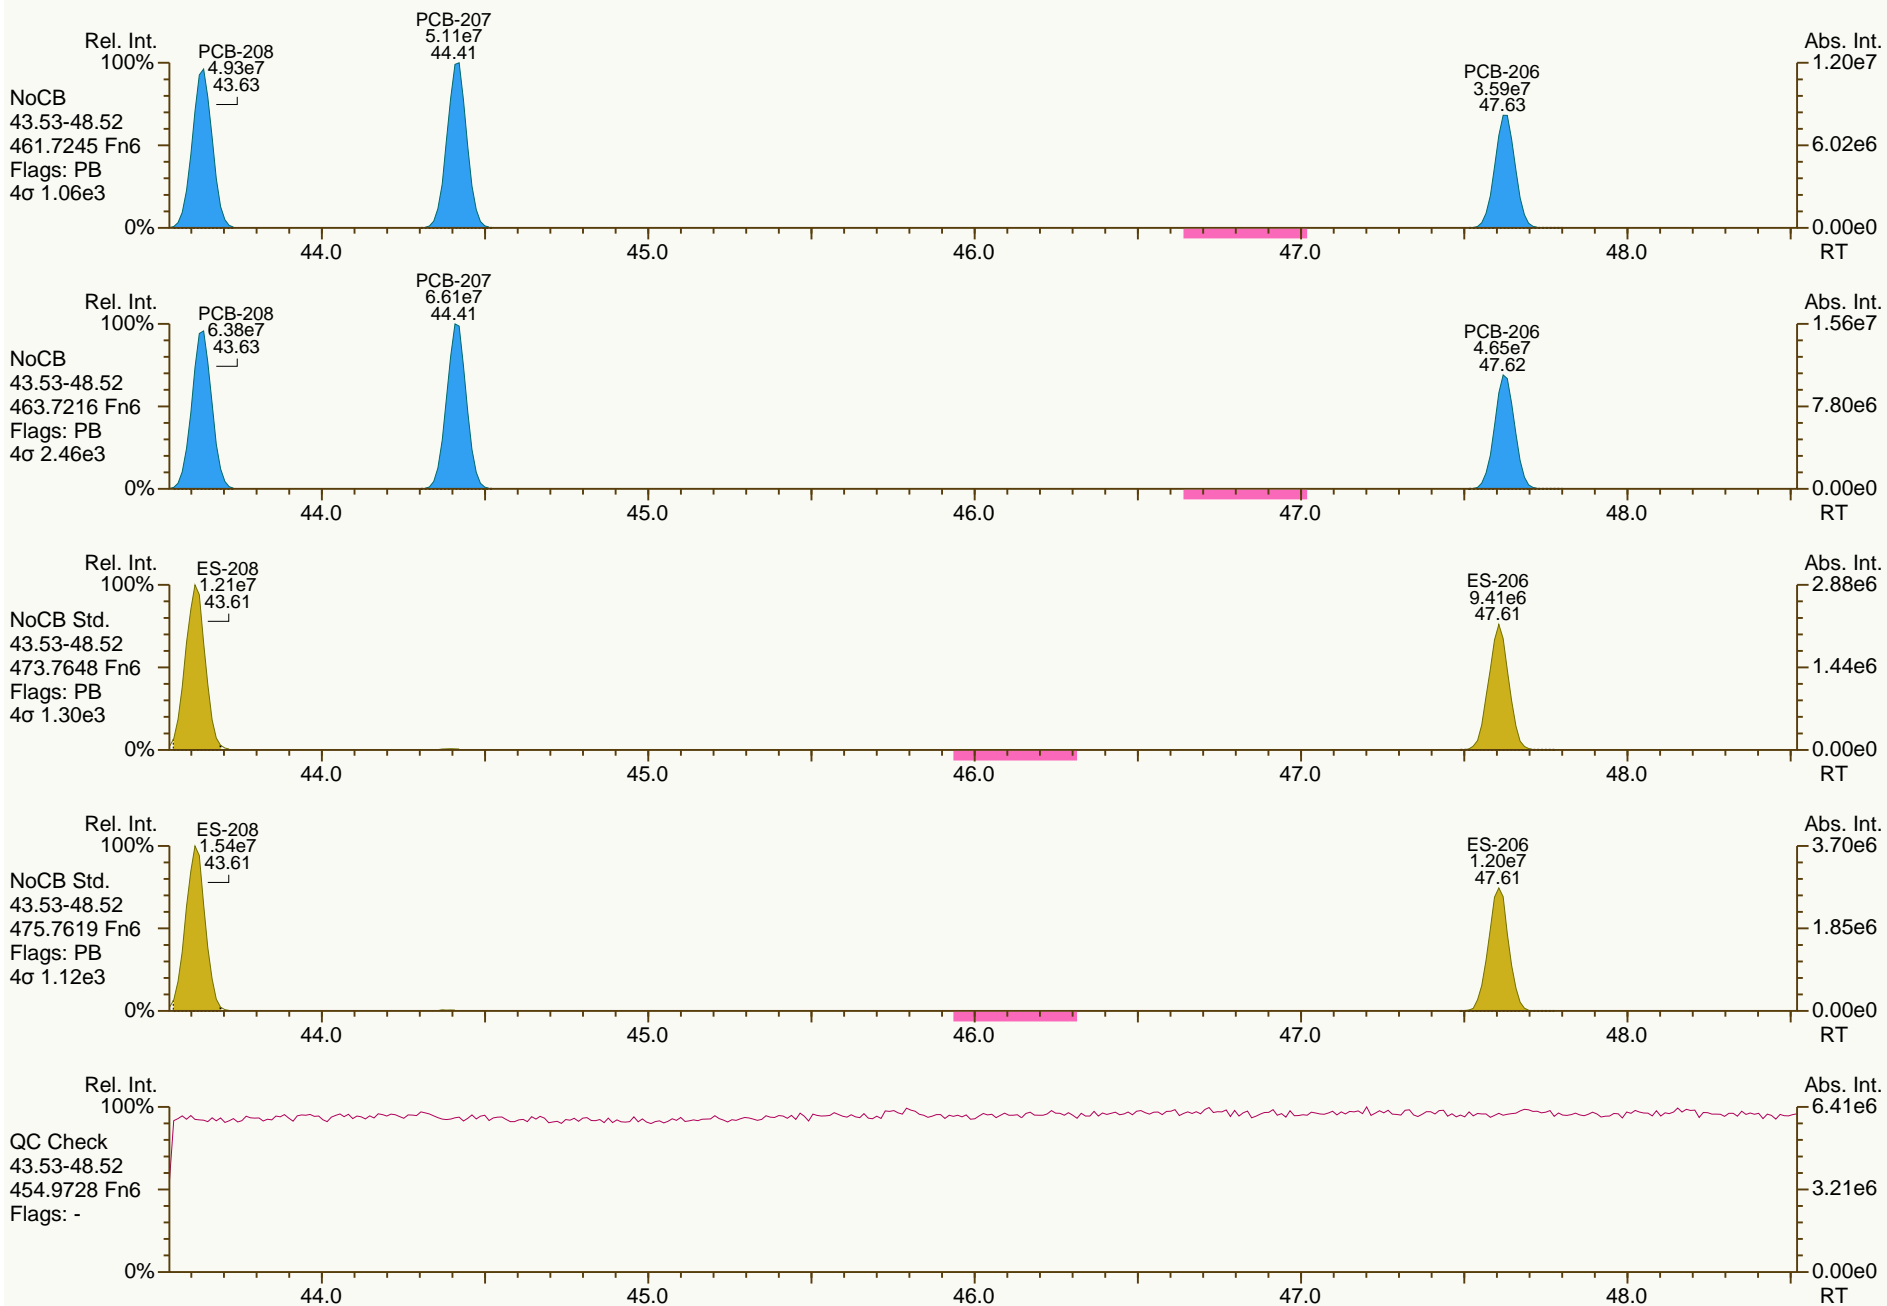 PCB-207
5.11e7
44.41
Rel. Int.
Abs. Int.
PCB-208
4.93e7
43.63
100%
1.20e7
PCB-206
3.59e7
47.63
NoCB
43.53-48.52
461.7245 Fn6
Flags: PB
4σ 1.06e3
6.02e6
0%
0.00e0
44.0 45.0 46.0 47.0 48.0 RT
PCB-207
6.61e7
44.41
Rel. Int.
Abs. Int.
PCB-208
6.38e7
43.63
100%
1.56e7
PCB-206
4.65e7
47.62
NoCB
43.53-48.52
463.7216 Fn6
Flags: PB
4σ 2.46e3
7.80e6
0%
0.00e0
44.0 45.0 46.0 47.0 48.0 RT
Rel. Int.
Abs. Int.
ES-208
1.21e7
43.61
100%
2.88e6
ES-206
9.41e6
47.61
NoCB Std.
43.53-48.52
473.7648 Fn6
Flags: PB
4σ 1.30e3
1.44e6
0%
0.00e0
44.0 45.0 46.0 47.0 48.0 RT
Rel. Int.
Abs. Int.
ES-208
1.54e7
43.61
100%
3.70e6
ES-206
1.20e7
47.61
NoCB Std.
43.53-48.52
475.7619 Fn6
Flags: PB
4σ 1.12e3
1.85e6
0%
0.00e0
44.0 45.0 46.0 47.0 48.0 RT
Rel. Int.
Abs. Int.
100%
6.41e6
QC Check
43.53-48.52
454.9728 Fn6
Flags: -
3.21e6
0%
0.00e0
44.0 45.0 46.0 47.0 48.0 RT